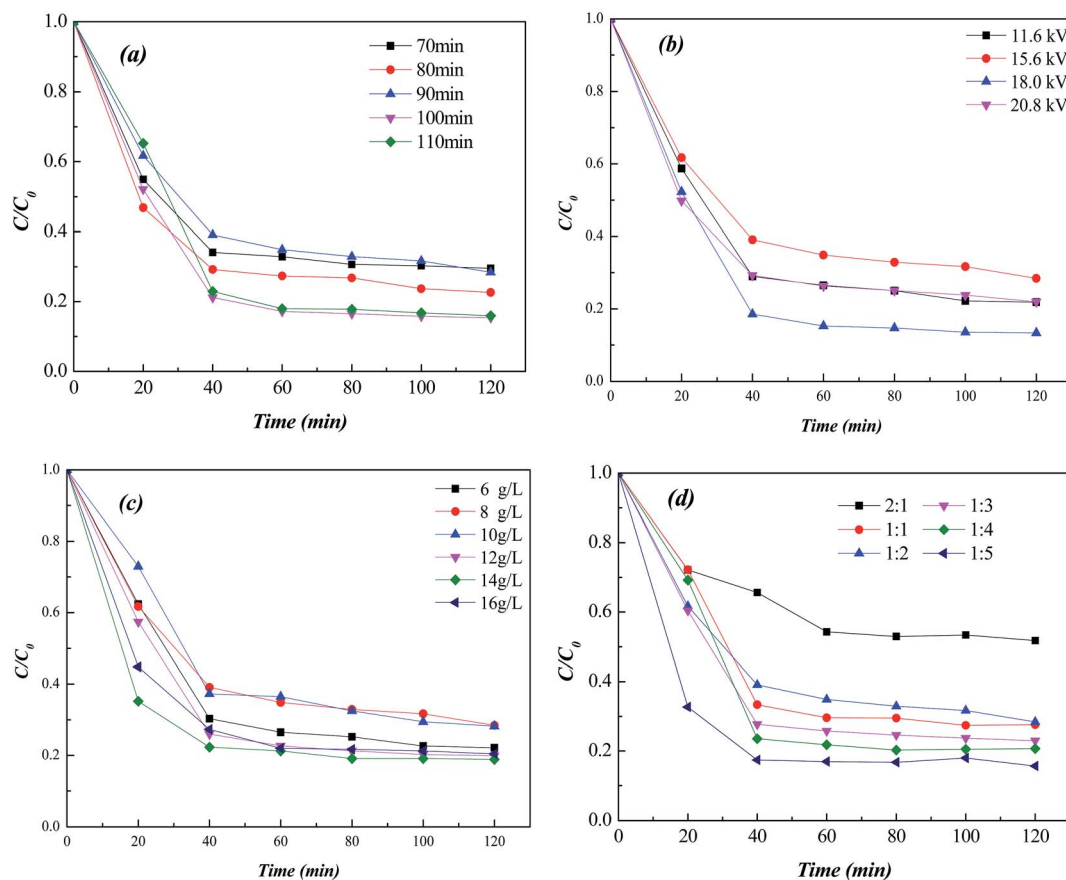 (a)
70min
80min
90min
100min
110min
1.0
0.8
0.6
0.4
0.2
0.0
C/C0
0 20 40 60 80 100 120
Time (min)
(b)
11.6 kV
15.6 kV
18.0 kV
20.8 kV
1.0
0.8
0.6
0.4
0.2
0.0
C/C0
0 20 40 60 80 100 120
Time (min)
(c)
6 g/L
8 g/L
10g/L
12g/L
14g/L
16g/L
1.0
0.8
0.6
0.4
0.2
0.0
C/C0
0 20 40 60 80 100 120
Time (min)
(d)
2:1 1:3
1:1 1:4
1:2 1:5
1.0
0.8
0.6
0.4
0.2
0.0
C/C0
0 20 40 60 80 100 120
Time (min)